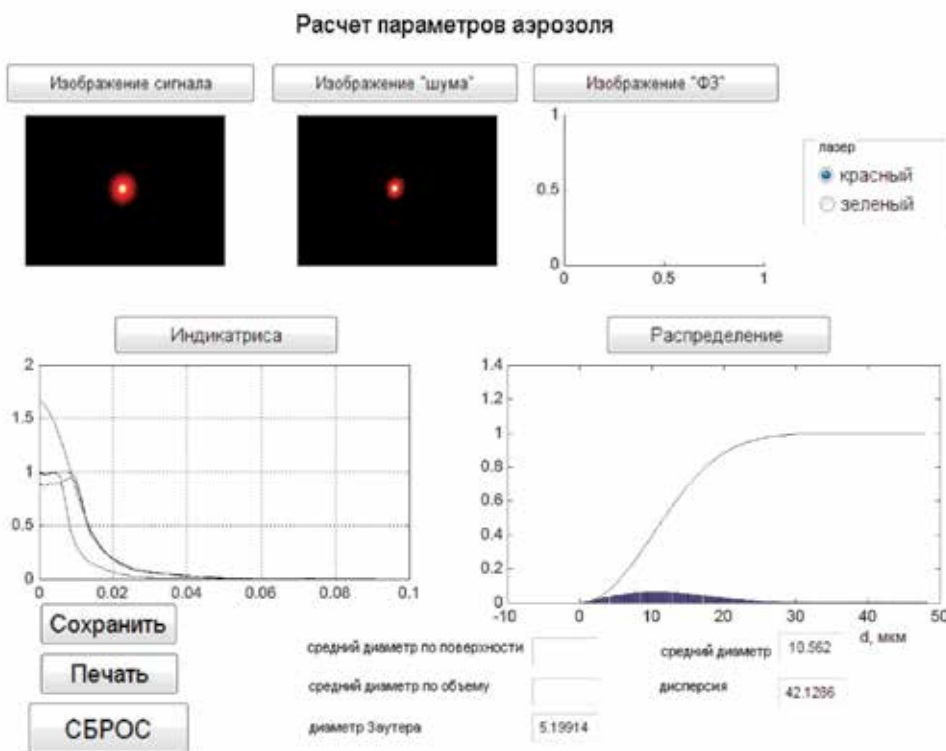 Расчет параметров аэрозоля
Изображение сигнала
Изображение "шума"
Изображение "ФЗ"
1
0.5
0
0
0.5
1
лазер
красный
зеленый
Индикатриса
2
1.5
1
0.5
0
0
0.02
0.04
0.06
0.08
0.1
Распределение
1.4
1.2
1
0.8
0.6
0.4
0.2
0
-10
0
10
20
30
40
50
d, мкм
Сохранить
Печать
СБРОС
средний диаметр по поверхности
средний диаметр по объему
диаметр Заутера
5.19914
средний диаметр
10.562
дисперсия
42.1286